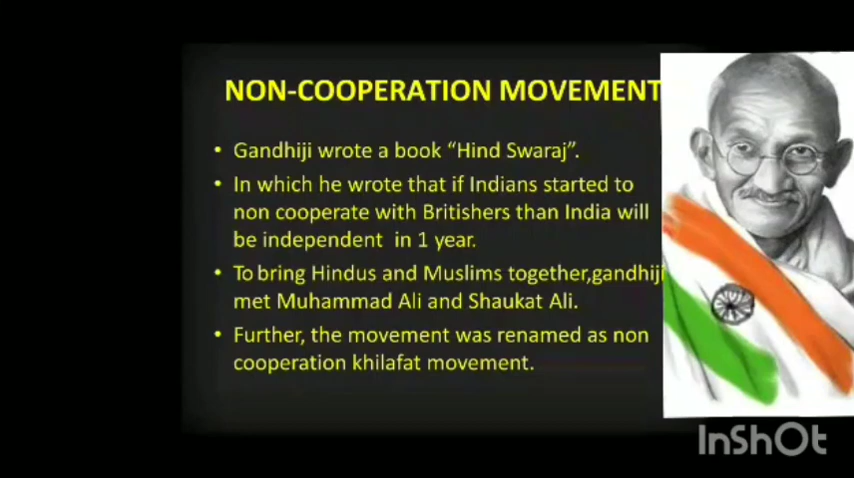 NON-COOPERATION MOVEMENT
• Gandhiji wrote a book “Hind Swaraj”.
• In which he wrote that if Indians started to
non cooperate with Britishers than India will
be independent in 1 year.
• To bring Hindus and Muslims together,gandhiji
met Muhammad Ali and Shaukat Ali.
• Further, the movement was renamed as non
cooperation khilafat movement.
InShOt